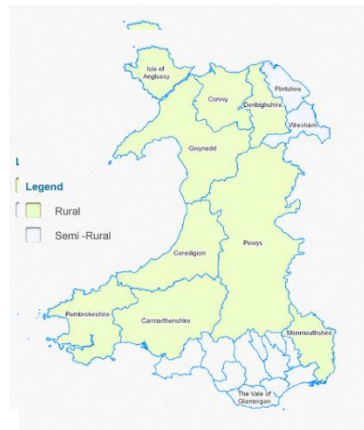 Isle of
Anglesey
Conwy
Flintshire
Denbighshire
Wrexham
Gwynedd
L
Legend
Rural
Semi -Rural
Ceredigion
Powys
Pembrokeshire
Carmarthenshire
Monmouthshire
The Vale of
Glamorgan